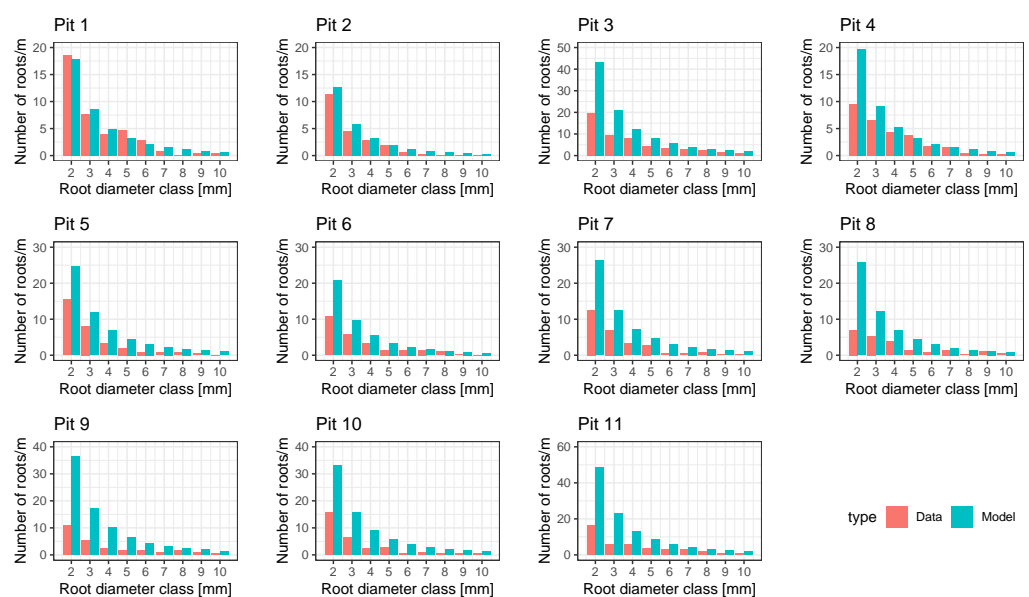 Pit 1
Number of roots/m
20
15
10
5
0
2 3 4 5 6 7 8 9 10
Root diameter class [mm]
Pit 2
Number of roots/m
20
15
10
5
0
2 3 4 5 6 7 8 9 10
Root diameter class [mm]
Pit 3
Number of roots/m
50
40
30
20
10
0
2 3 4 5 6 7 8 9 10
Root diameter class [mm]
Pit 4
Number of roots/m
20
15
10
5
0
2 3 4 5 6 7 8 9 10
Root diameter class [mm]
Pit 5
Number of roots/m
30
20
10
0
2 3 4 5 6 7 8 9 10
Root diameter class [mm]
Pit 6
Number of roots/m
30
20
10
0
2 3 4 5 6 7 8 9 10
Root diameter class [mm]
Pit 7
Number of roots/m
30
20
10
0
2 3 4 5 6 7 8 9 10
Root diameter class [mm]
Pit 8
Number of roots/m
30
20
10
0
2 3 4 5 6 7 8 9 10
Root diameter class [mm]
Pit 9
Number of roots/m
40
30
20
10
0
2 3 4 5 6 7 8 9 10
Root diameter class [mm]
Pit 10
Number of roots/m
40
30
20
10
0
2 3 4 5 6 7 8 9 10
Root diameter class [mm]
Pit 11
Number of roots/m
60
40
20
0
2 3 4 5 6 7 8 9 10
Root diameter class [mm]
type Data Model